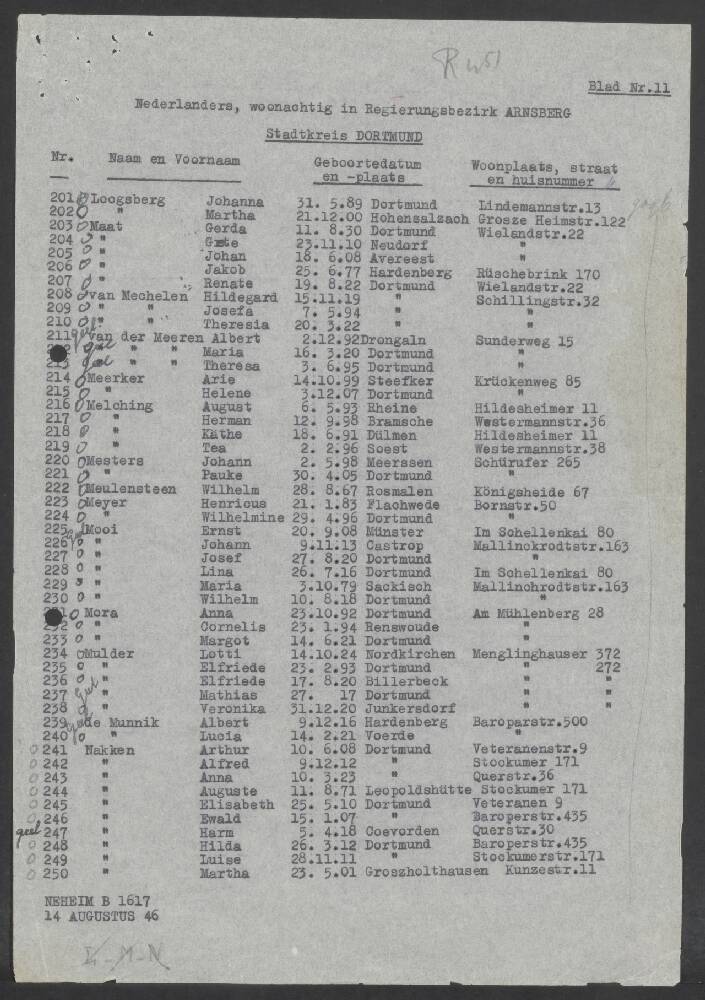 Blad Nr.11
Nederlanders, woonachtig in Regierungsbezirk ARNSBERG
Stadtkreis DORTMUND
Nr. Naam en Voornaam Geboortedatum en -plaats Woonplaats, straat en huisnummer
201 Loogsberg Johanna 31. 5.89 Dortmund Lindemannstr.13
202 " Martha 21.12.00 Hohensalzach Grosze Heimstr.122
203 Maat Gerda 11. 8.30 Dortmund Wielandstr.22
204 " Grete 23.11.10 Neudorf "
205 " Johan 18. 6.08 Avereest "
206 " Jakob 25. 6.77 Hardenberg Rüschebrink 170
207 " Renate 19. 8.22 Dortmund Wielandstr.22
208 van Mechelen Hildegard 15.11.19 " Schillingstr.32
209 " " Josefa 7. 5.94 " "
210 " " Theresia 20. 3.22 " "
211 van der Meeren Albert 2.12.92 Drongaln Sunderweg 15
" " Maria 16. 3.20 Dortmund "
213 " " Theresa 3. 6.95 Dortmund "
214 Meerker Arie 14.10.99 Steefker Krückenweg 85
215 " Helene 3.12.07 Dortmund "
216 Melching August 6. 5.93 Rheine Hildesheimer 11
217 " Herman 12. 9.98 Bramsche Westermannstr.36
218 " Käthe 18. 6.91 Dülmen Hildesheimer 11
219 " Tea 2. 2.96 Soest Westermannstr.38
220 Mesters Johann 2. 5.98 Meerssen Schürufer 265
221 " Pauke 30. 4.05 Dortmund "
222 Meulensteen Wilhelm 28. 8.67 Rosmalen Königsheide 67
223 Meyer Henricus 21. 1.83 Flachwede Bornstr.50
224 " Wilhelmine 29. 4.96 Dortmund "
225 Mooi Ernst 20. 9.08 Münster Im Schellenkai 80
226 " Johann 9.11.13 Castrop Mallinckrodtstr.163
227 " Josef 27. 8.20 Dortmund "
228 " Lina 26. 7.16 Dortmund Im Schellenkai 80
229 " Maria 3.10.79 Sackisch Mallinchrodtstr.163
230 " Wilhelm 10. 8.18 Dortmund "
Mora Anna 23.10.92 Dortmund Am Mühlenberg 28
232 " Cornelis 23. 1.94 Renswoude "
233 " Margot 14. 6.21 Dortmund "
234 Mulder Lotti 14.10.24 Nordkirchen Menglinghauser 372
235 " Elfriede 23. 2.93 Dortmund " 272
236 " Elfriede 17. 8.20 Billerbeck " "
237 " Mathias 27. 17 Dortmund " "
238 " Veronika 31.12.20 Junkersdorf " "
239 de Munnik Albert 9.12.16 Hardenberg Baroparstr.500
240 " Lucia 14. 2.21 Voerde "
241 Nakken Arthur 10. 6.08 Dortmund Veteranenstr.9
242 " Alfred 9.12.12 " Stockumer 171
243 " Anna 10. 3.23 " Querstr.36
244 " Auguste 11. 8.71 Leopoldshütte Stockumer 171
245 " Elisabeth 25. 5.10 Dortmund Veteranen 9
246 " Ewald 15. 1.07 " Baroperstr.435
geel 247 " Harm 5. 4.18 Coevorden Querstr.30
248 " Hilda 26. 3.12 Dortmund Baroperstr.435
249 " Luise 28.11.11 " Stockumerstr.171
250 " Martha 23. 5.01 Groszholthausen Kunzestr.11
NEHEIM B 1617
14 AUGUSTUS 46
L-M-N